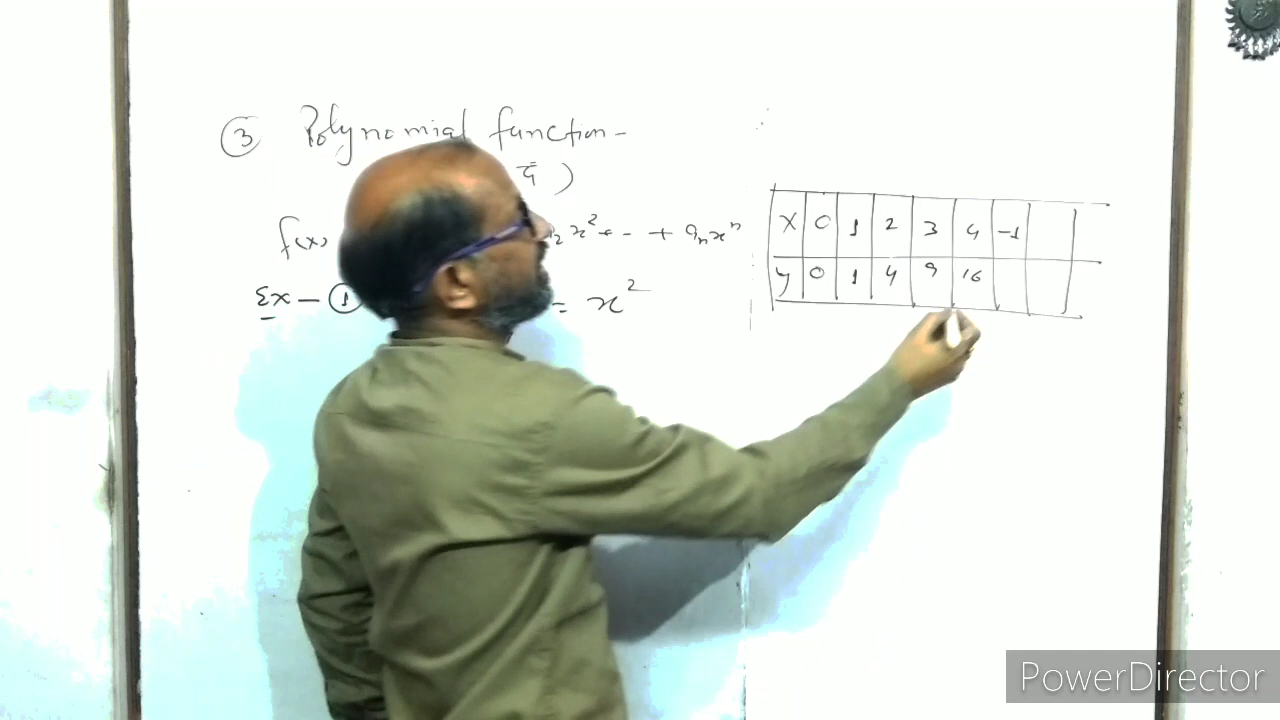 ③ Polynomial function -
)
f(x) x² + - - + aₙxⁿ
Ex - ① = x²
x 0 1 2 3 4 -1
y 0 1 4 9 16
PowerDirector